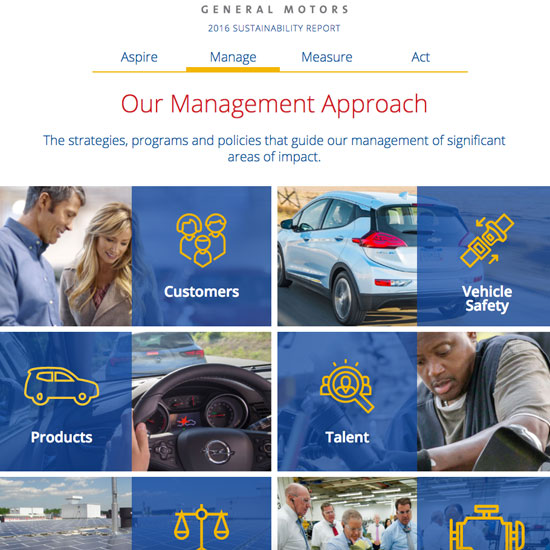 GENERAL MOTORS
2016 SUSTAINABILITY REPORT
Aspire Manage Measure Act
Our Management Approach
The strategies, programs and policies that guide our management of significant
areas of impact.
Customers
Vehicle
Safety
Products
Talent